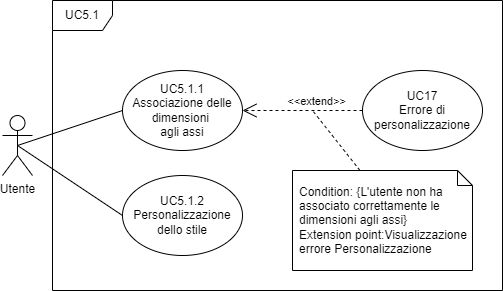 UC5.1
UC5.1.1
Associazione delle
dimensioni
agli assi
<<extend>>
UC17
Errore di
personalizzazione
Utente
UC5.1.2
Personalizzazione
dello stile
Condition: {L'utente non ha
associato correttamente le
dimensioni agli assi}
Extension point:Visualizzazione
errore Personalizzazione